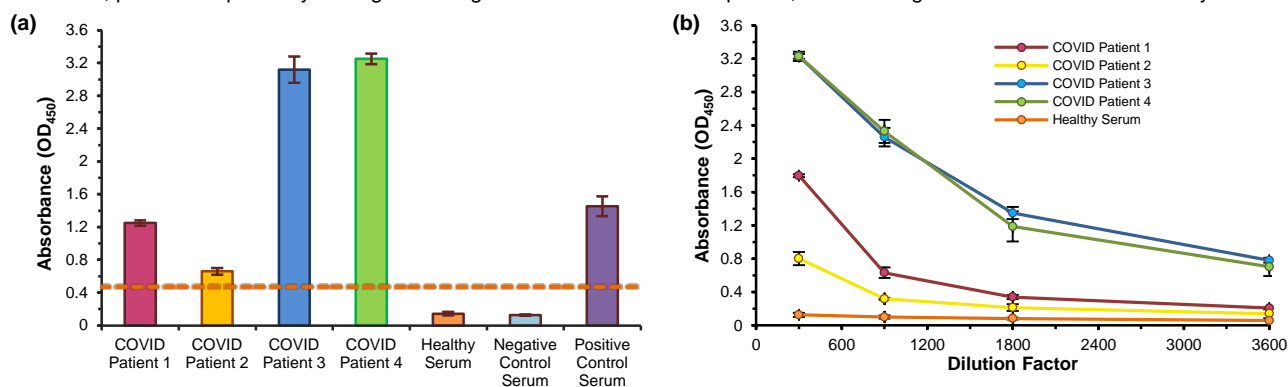 (a)
3.6
3.2
2.8
2.4
2
1.6
1.2
0.8
0.4
0
Absorbance (OD450)
COVID
Patient 1
COVID
Patient 2
COVID
Patient 3
COVID
Patient 4
Healthy
Serum
Negative
Control
Serum
Positive
Control
Serum
(b)
3.6
3.2
2.8
2.4
2
1.6
1.2
0.8
0.4
0
Absorbance (OD450)
COVID Patient 1
COVID Patient 2
COVID Patient 3
COVID Patient 4
Healthy Serum
0 600 1200 1800 2400 3000 3600
Dilution Factor